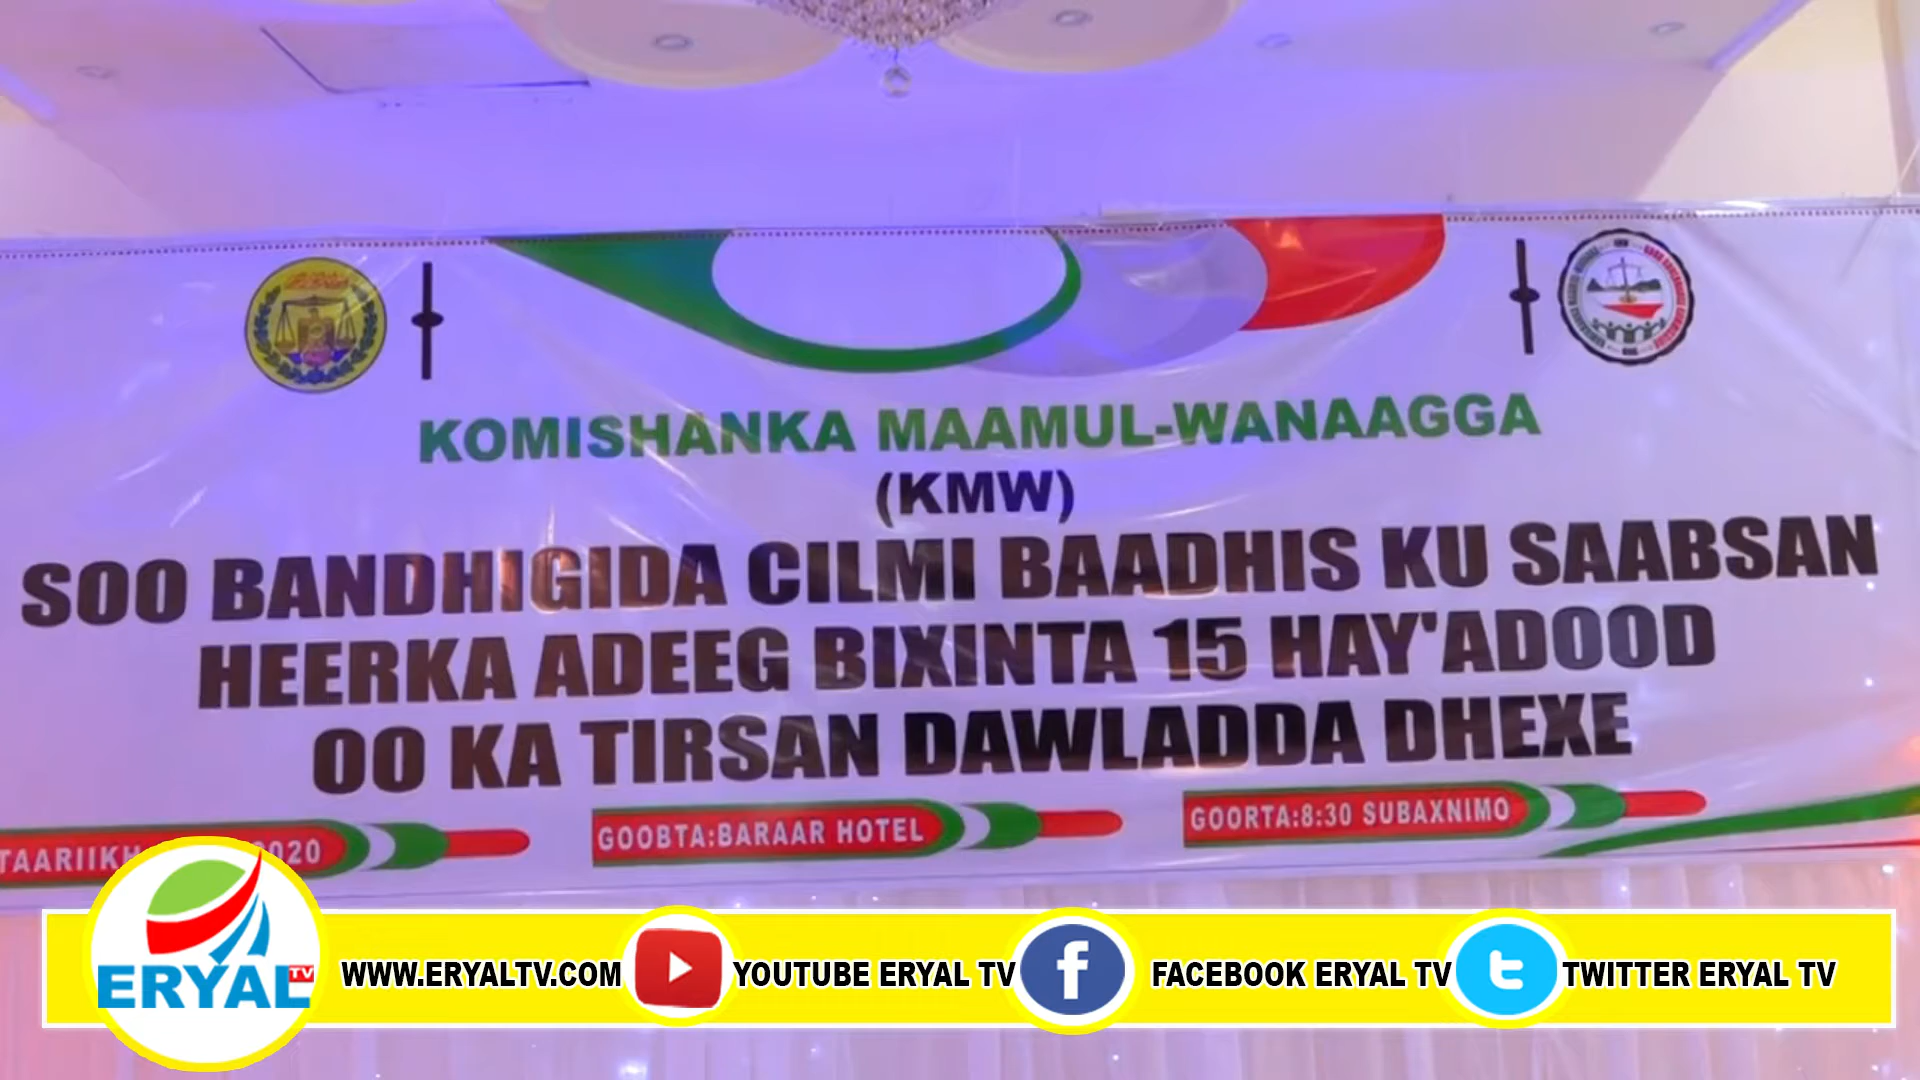 KOMISHANKA MAAMUL-WANAAGGA
(KMW)
SOO BANDHIGIDA CILMI BAADHIS KU SAABSAN
HEERKA ADEEG BIXINTA 15 HAY'ADOOD
OO KA TIRSAN DAWLADDA DHEXE
2020
GOOBTA:BARAAR HOTEL
GOORTA:8:30 SUBAXNIMO
ERYAL TV
WWW.ERYALTV.COM
YOUTUBE ERYAL TV
FACEBOOK ERYAL TV
TWITTER ERYAL TV